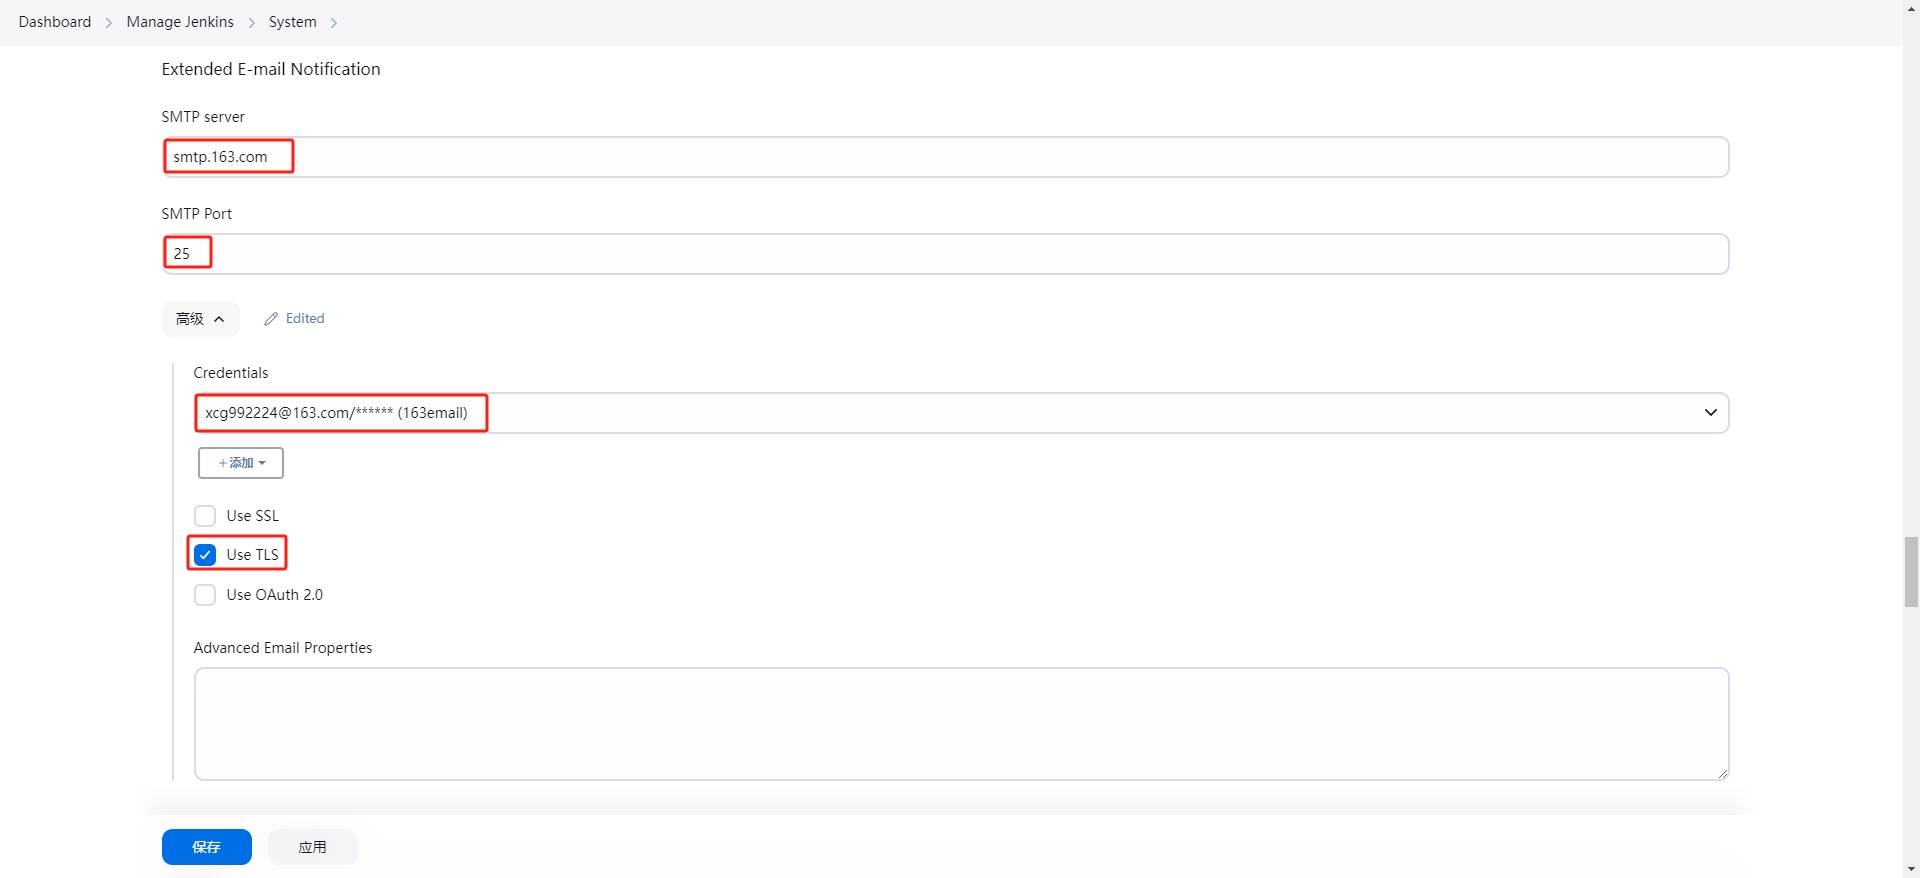 Dashboard > Manage Jenkins > System >
Extended E-mail Notification
SMTP server
smtp.163.com
SMTP Port
25
高级 Edited
Credentials
xcg992224@163.com/****** (163email)
+添加
Use SSL
Use TLS
Use OAuth 2.0
Advanced Email Properties
保存 应用